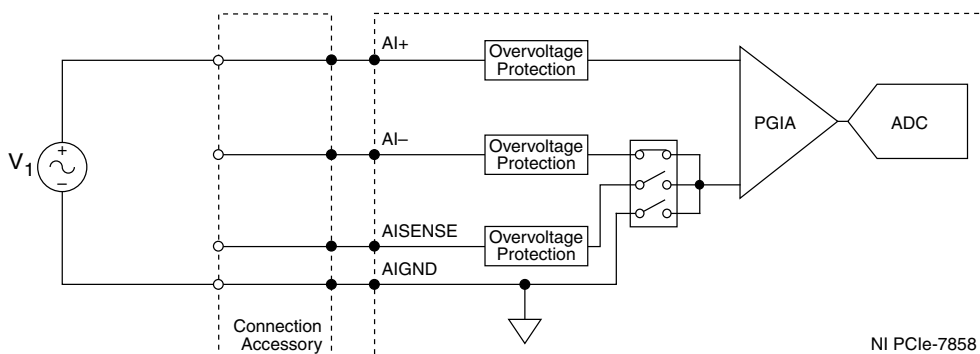 AI+
Overvoltage
Protection
PGIA
ADC
AI–
Overvoltage
Protection
V1
+
–
AISENSE
Overvoltage
Protection
AIGND
Connection
Accessory
NI PCIe-7858